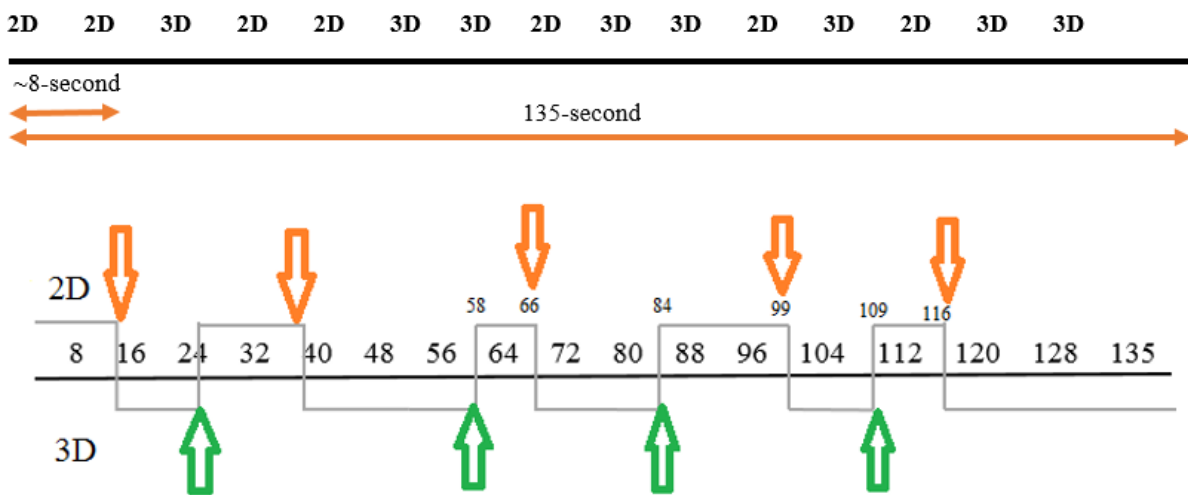 2D 2D 3D 2D 2D 3D 3D 2D 3D 3D 2D 3D 2D 3D 3D
~8-second
135-second
2D
58 66 84 99 109 116
8 16 24 32 40 48 56 64 72 80 88 96 104 112 120 128 135
3D